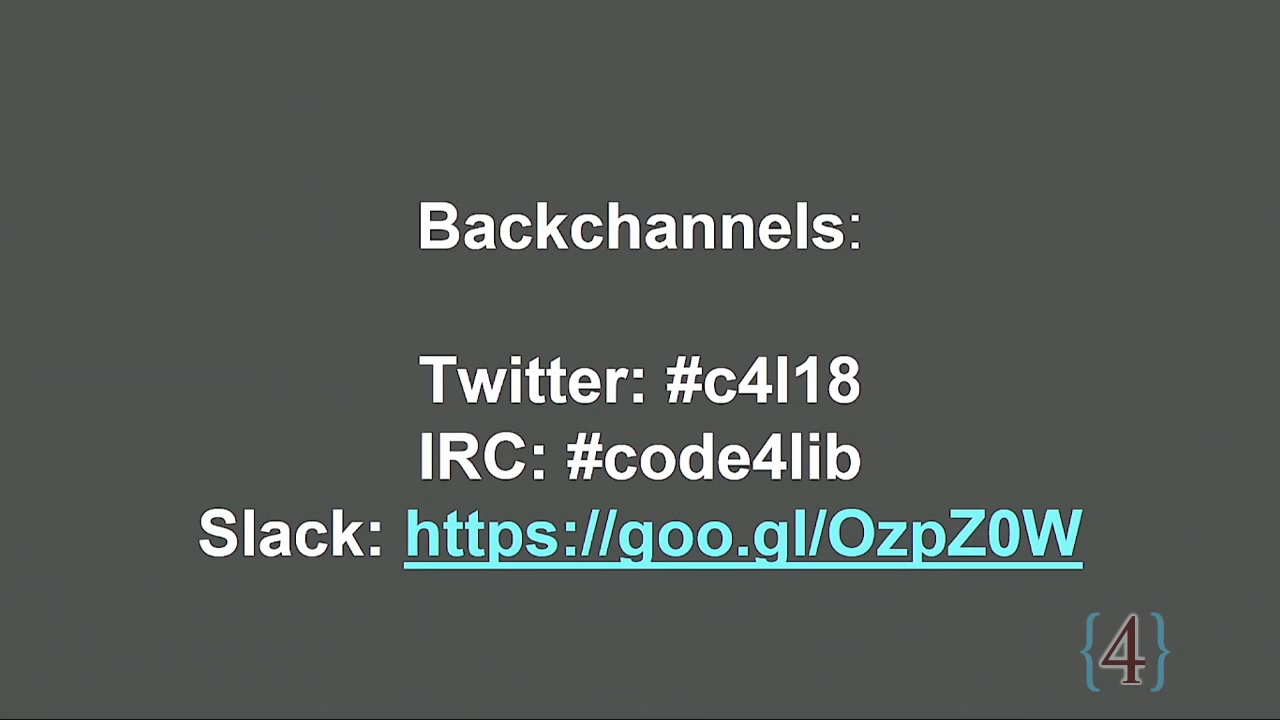 Backchannels:
Twitter: #c4l18
IRC: #code4lib
Slack: https://goo.gl/OzpZ0W
{4}